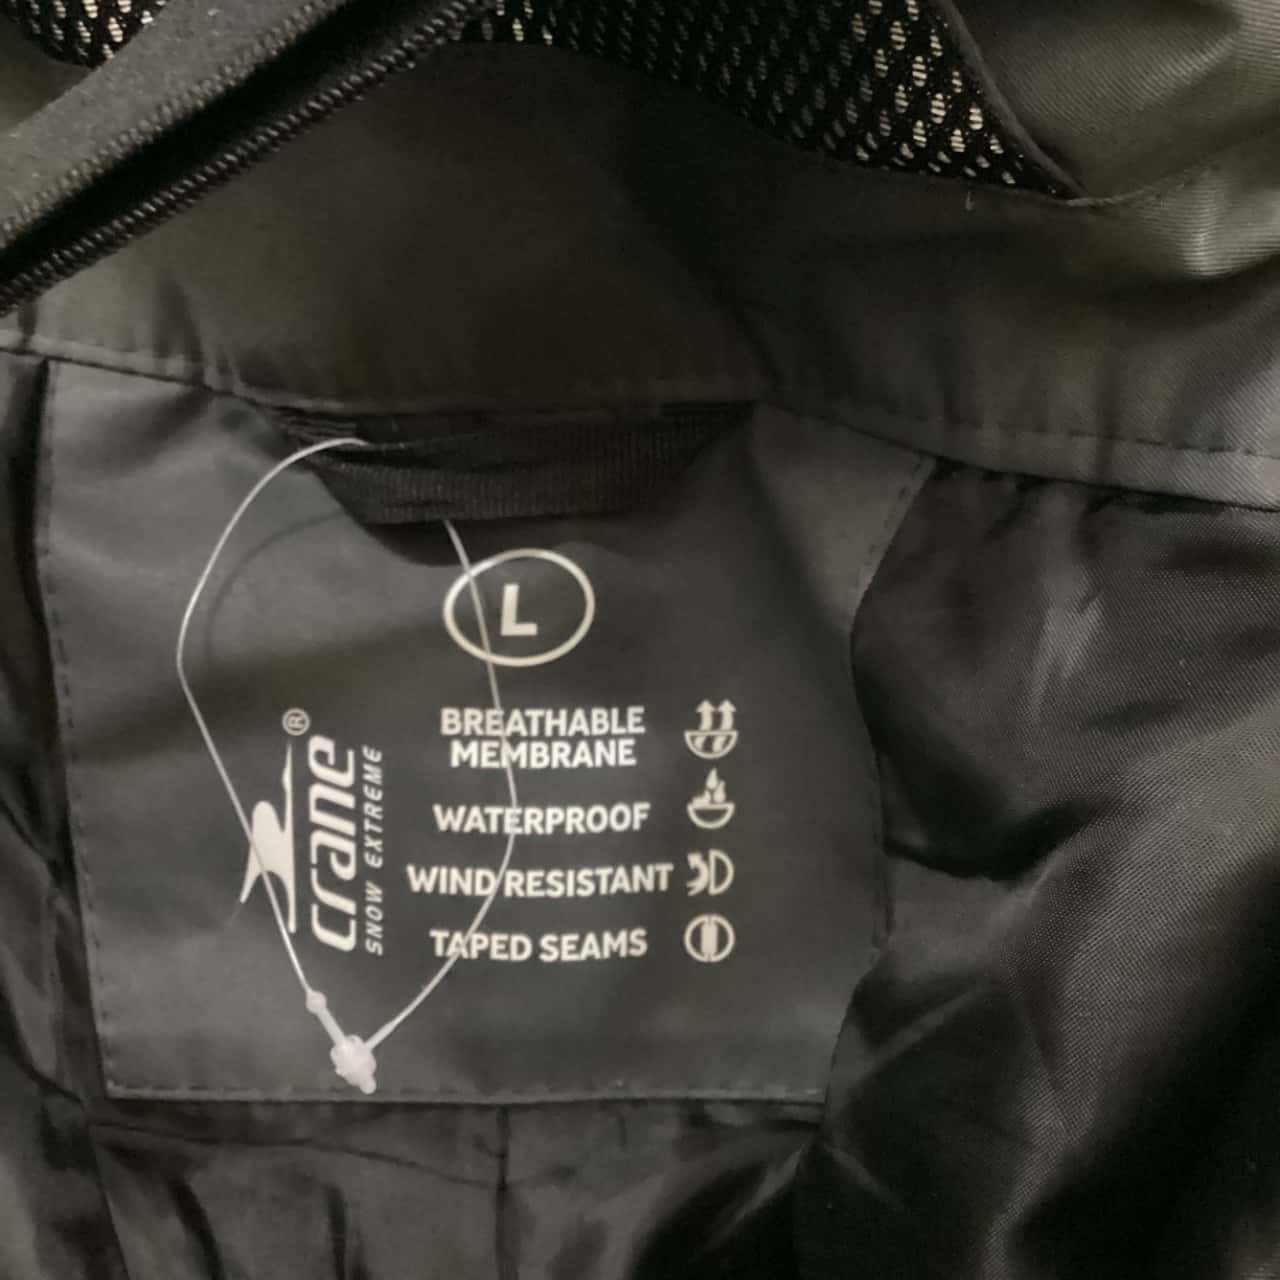 L
BREATHABLE
MEMBRANE
WATERPROOF
WIND RESISTANT
TAPED SEAMS
crane®
SNOW EXTREME